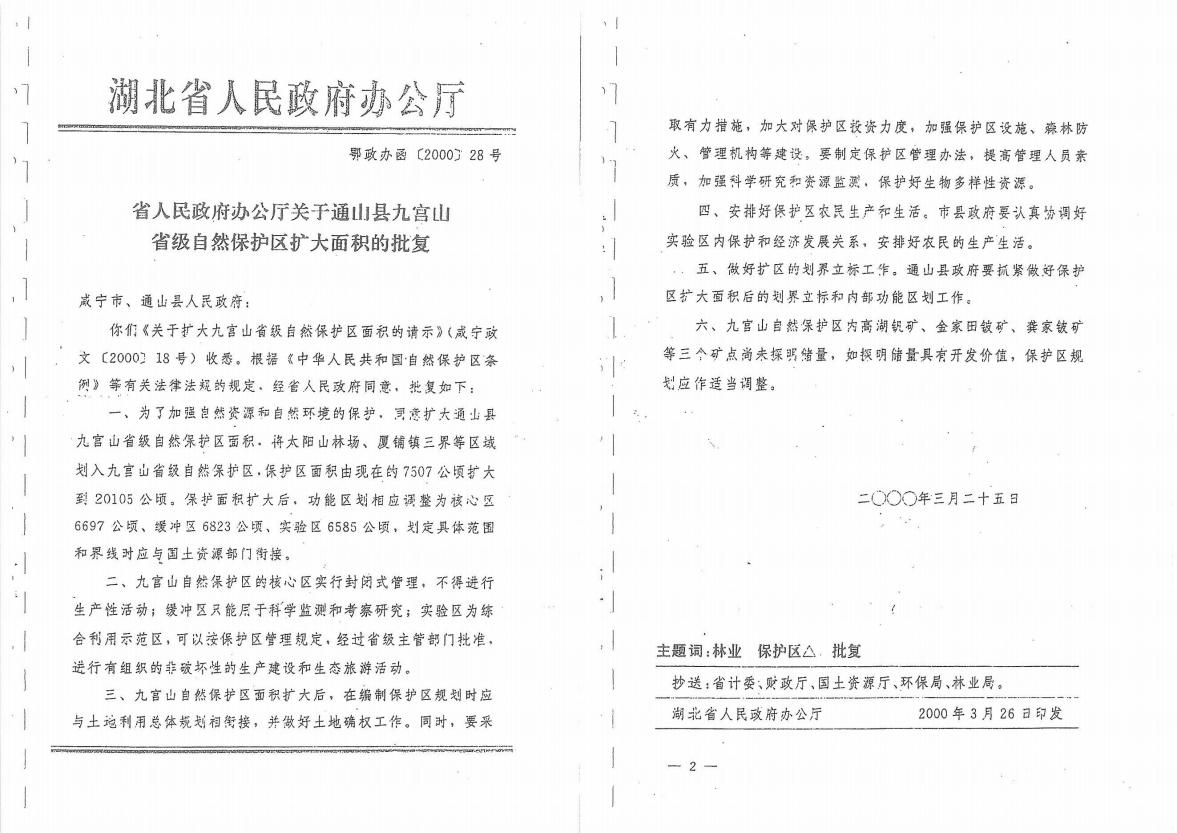 湖北省人民政府办公厅
鄂政办函〔2000〕28号
省人民政府办公厅关于通山县九宫山
省级自然保护区扩大面积的批复
咸宁市、通山县人民政府:
你们《关于扩大九宫山省级自然保护区面积的请示》(咸宁政
文〔2000〕18号)收悉。根据《中华人民共和国自然保护区条
例》等有关法律法规的规定,经省人民政府同意,批复如下:
一、为了加强自然资源和自然环境的保护,同意扩大通山县
九宫山省级自然保护区面积,将太阳山林场、厦铺镇三界等区域
划入九宫山省级自然保护区,保护区面积由现在的7507公顷扩大
到20105公顷。保护面积扩大后,功能区划相应调整为核心区
6697公顷、缓冲区6823公顷、实验区6585公顷,划定具体范围
和界线时应与国土资源部门衔接。
二、九宫山自然保护区的核心区实行封闭式管理,不得进行
生产性活动;缓冲区只能用于科学监测和考察研究;实验区为综
合利用示范区,可以按保护区管理规定,经过省级主管部门批准,
进行有组织的非破坏性的生产建设和生态旅游活动。
三、九宫山自然保护区面积扩大后,在编制保护区规划时应
与土地利用总体规划相衔接,并做好土地确权工作。同时,要采
取有力措施,加大对保护区投资力度,加强保护区设施、森林防
火、管理机构等建设。要制定保护区管理办法,提高管理人员素
质,加强科学研究和资源监测,保护好生物多样性资源。
四、安排好保护区农民生产和生活。市县政府要认真协调好
实验区内保护和经济发展关系,安排好农民的生产生活。
五、做好扩区的划界立标工作。通山县政府要抓紧做好保护
区扩大面积后的划界立标和内部功能区划工作。
六、九宫山自然保护区内高湖钒矿、金家田铍矿、龚家铍矿
等三个矿点尚未探明储量,如探明储量具有开发价值,保护区规
划应作适当调整。
二〇〇〇年三月二十五日
主题词:林业 保护区△ 批复
抄送:省计委、财政厅、国土资源厅、环保局、林业局。
湖北省人民政府办公厅 2000年3月26日印发
— 2 —